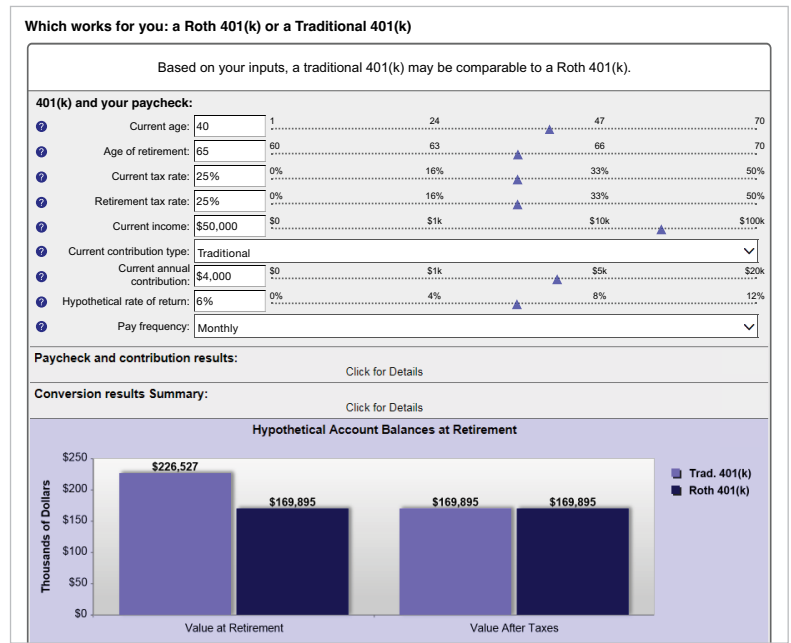 Which works for you: a Roth 401(k) or a Traditional 401(k)
Based on your inputs, a traditional 401(k) may be comparable to a Roth 401(k).
401(k) and your paycheck:
? Current age: 40 1 24 47 70
? Age of retirement: 65 60 63 66 70
? Current tax rate: 25% 0% 16% 33% 50%
? Retirement tax rate: 25% 0% 16% 33% 50%
? Current income: $50,000 $0 $1k $10k $100k
? Current contribution type: Traditional
? Current annual
contribution: $4,000 $0 $1k $5k $20k
? Hypothetical rate of return: 6% 0% 4% 8% 12%
? Pay frequency: Monthly
Paycheck and contribution results:
Click for Details
Conversion results Summary:
Click for Details
Hypothetical Account Balances at Retirement
Thousands of Dollars
$250
$200
$150
$100
$50
$0
$226,527
$169,895
$169,895
$169,895
Value at Retirement
Value After Taxes
Trad. 401(k)
Roth 401(k)